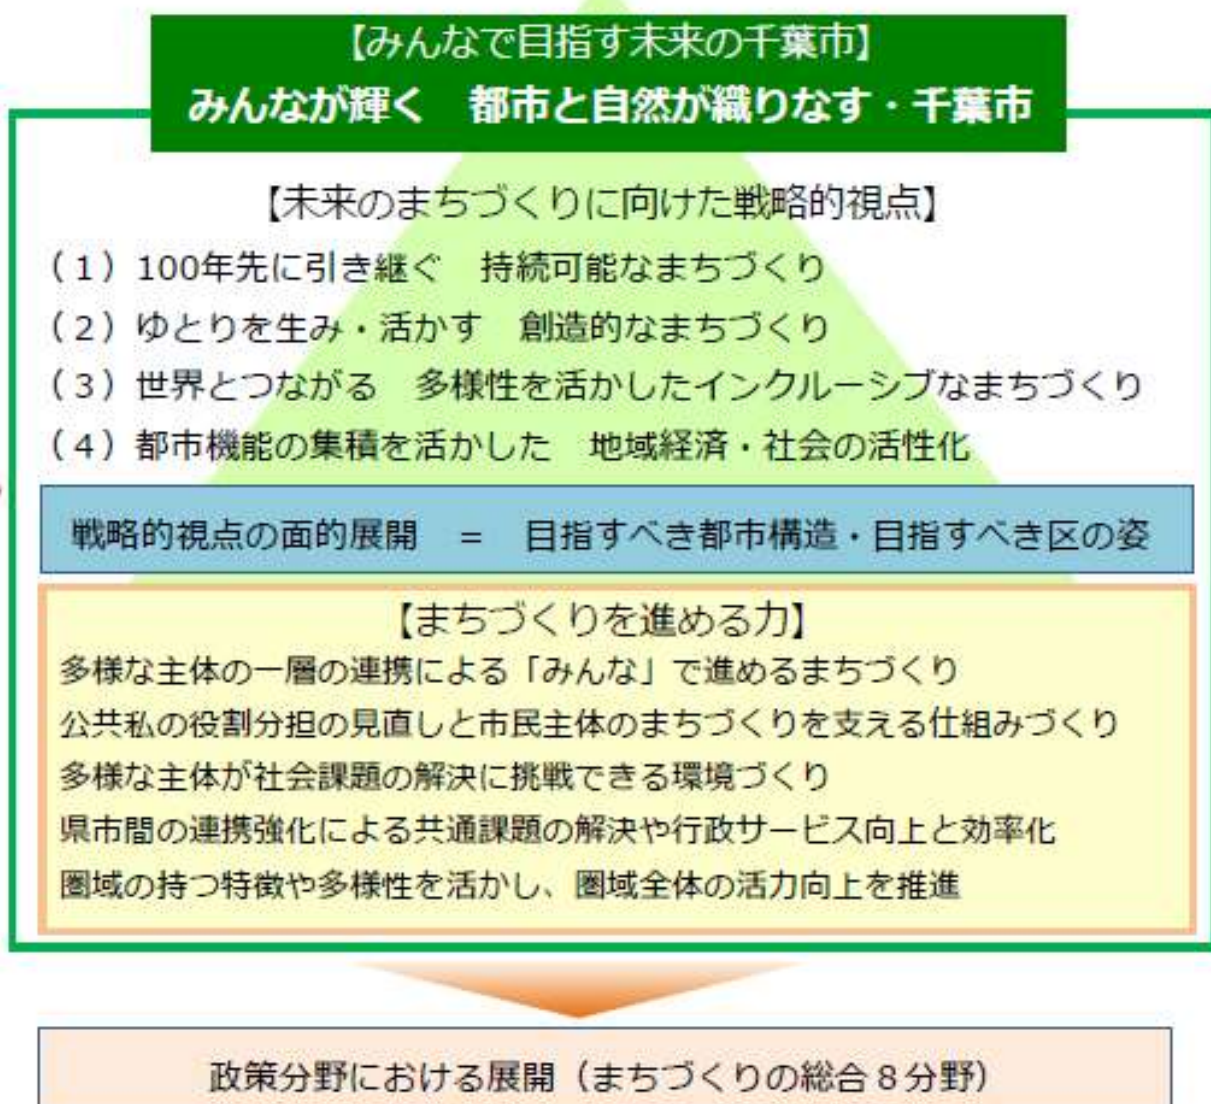 【みんなで目指す未来の千葉市】
みんなが輝く　都市と自然が織りなす・千葉市
【未来のまちづくりに向けた戦略的視点】
（1）100年先に引き継ぐ　持続可能なまちづくり
（2）ゆとりを生み・活かす　創造的なまちづくり
（3）世界とつながる　多様性を活かしたインクルーシブなまちづくり
（4）都市機能の集積を活かした　地域経済・社会の活性化
戦略的視点の面的展開　＝　目指すべき都市構造・目指すべき区の姿
【まちづくりを進める力】
多様な主体の一層の連携による「みんな」で進めるまちづくり
公共私の役割分担の見直しと市民主体のまちづくりを支える仕組みづくり
多様な主体が社会課題の解決に挑戦できる環境づくり
県市間の連携強化による共通課題の解決や行政サービス向上と効率化
圏域の持つ特徴や多様性を活かし、圏域全体の活力向上を推進
政策分野における展開（まちづくりの総合８分野）